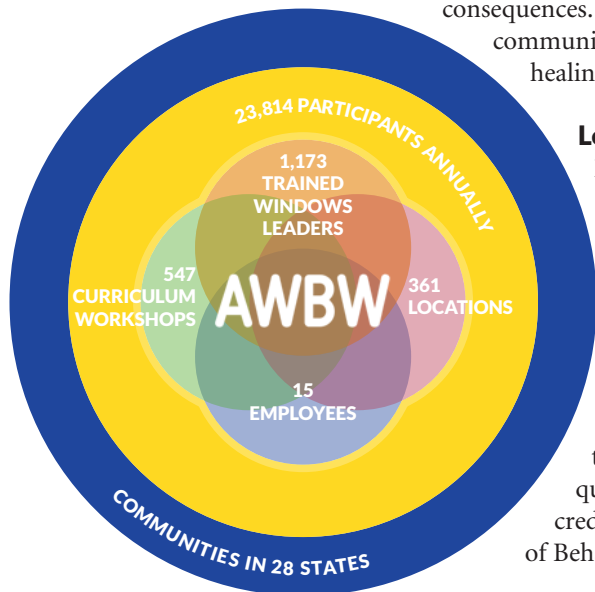 consequences.
communi
healin
23,814 PARTICIPANTS ANNUALLY
1,173
TRAINED
WINDOWS
LEADERS
547
CURRICULUM
WORKSHOPS
AWBW
361
LOCATIONS
15
EMPLOYEES
COMMUNITIES IN 28 STATES
t
qu
cred
of Beh